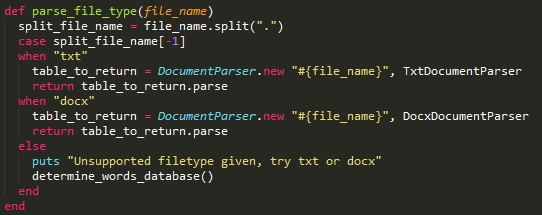 def parse_file_type(file_name)
  split_file_name = file_name.split(".")
  case split_file_name[-1]
  when "txt"
    table_to_return = DocumentParser.new "#{file_name}", TxtDocumentParser
    return table_to_return.parse
  when "docx"
    table_to_return = DocumentParser.new "#{file_name}", DocxDocumentParser
    return table_to_return.parse
  else
    puts "Unsupported filetype given, try txt or docx"
    determine_words_database()
  end
end